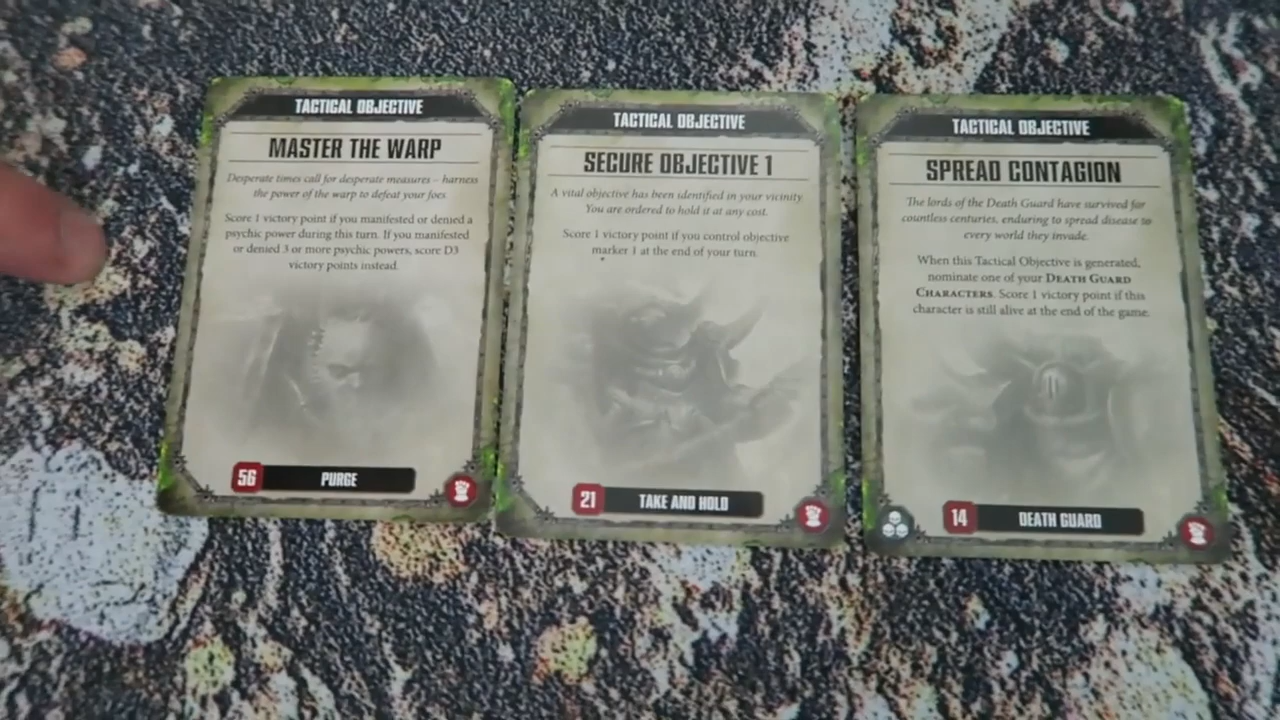 TACTICAL OBJECTIVE
MASTER THE WARP
Desperate times call for desperate measures – harness
the power of the warp to defeat your foes.
Score 1 victory point if you manifested or denied a
psychic power during this turn. If you manifested
or denied 3 or more psychic powers, score D3
victory points instead.
56
PURGE
TACTICAL OBJECTIVE
SECURE OBJECTIVE 1
A vital objective has been identified in your vicinity.
You are ordered to hold it at any cost.
Score 1 victory point if you control objective
marker 1 at the end of your turn.
21
TAKE AND HOLD
TACTICAL OBJECTIVE
SPREAD CONTAGION
The lords of the Death Guard have survived for
countless centuries, enduring to spread disease to
every world they invade.
When this Tactical Objective is generated,
nominate one of your DEATH GUARD
CHARACTERS. Score 1 victory point if this
character is still alive at the end of the game.
14
DEATH GUARD